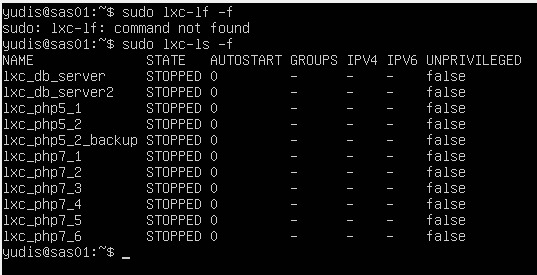 yudis@sas01:~$ sudo lxc-lf -f
sudo: lxc-lf: command not found
yudis@sas01:~$ sudo lxc-ls -f
NAME STATE AUTOSTART GROUPS IPV4 IPV6 UNPRIVILEGED
lxc_db_server STOPPED 0 - - - false
lxc_db_server2 STOPPED 0 - - - false
lxc_php5_1 STOPPED 0 - - - false
lxc_php5_2 STOPPED 0 - - - false
lxc_php5_2_backup STOPPED 0 - - - false
lxc_php7_1 STOPPED 0 - - - false
lxc_php7_2 STOPPED 0 - - - false
lxc_php7_3 STOPPED 0 - - - false
lxc_php7_4 STOPPED 0 - - - false
lxc_php7_5 STOPPED 0 - - - false
lxc_php7_6 STOPPED 0 - - - false
yudis@sas01:~$ _